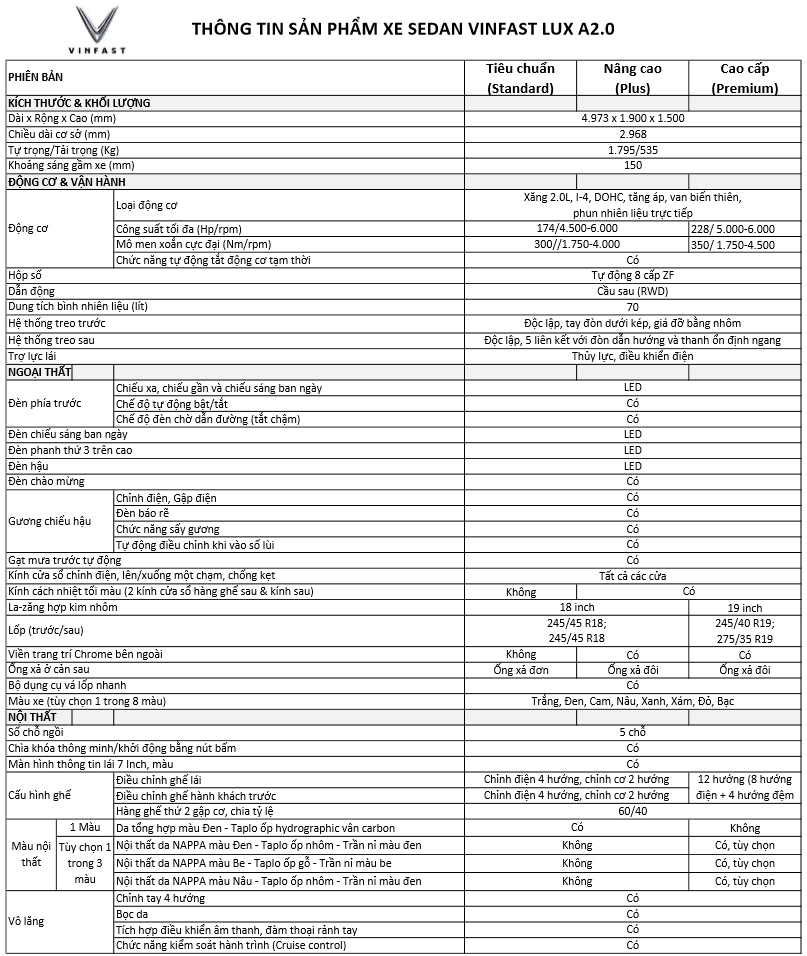 VINFAST
THÔNG TIN SẢN PHẨM XE SEDAN VINFAST LUX A2.0
PHIÊN BẢN Tiêu chuẩn (Standard) Nâng cao (Plus) Cao cấp (Premium)
KÍCH THƯỚC & KHỐI LƯỢNG
Dài x Rộng x Cao (mm) 4.973 x 1.900 x 1.500
Chiều dài cơ sở (mm) 2.968
Tự trọng/Tải trọng (Kg) 1.795/535
Khoảng sáng gầm xe (mm) 150
ĐỘNG CƠ & VẬN HÀNH
Động cơ
Loại động cơ Xăng 2.0L, I-4, DOHC, tăng áp, van biến thiên,
phun nhiên liệu trực tiếp
Công suất tối đa (Hp/rpm) 174/4.500-6.000 228/ 5.000-6.000
Mô men xoắn cực đại (Nm/rpm) 300//1.750-4.000 350/ 1.750-4.500
Chức năng tự động tắt động cơ tạm thời Có
Hộp số Tự động 8 cấp ZF
Dẫn động Cầu sau (RWD)
Dung tích bình nhiên liệu (lít) 70
Hệ thống treo trước Độc lập, tay đòn dưới kép, giá đỡ bằng nhôm
Hệ thống treo sau Độc lập, 5 liên kết với đòn dẫn hướng và thanh ổn định ngang
Trợ lực lái Thủy lực, điều khiển điện
NGOẠI THẤT
Đèn phía trước
Chiếu xa, chiếu gần và chiếu sáng ban ngày LED
Chế độ tự động bật/tắt Có
Chế độ đèn chờ dẫn đường (tắt chậm) Có
Đèn chiếu sáng ban ngày LED
Đèn phanh thứ 3 trên cao LED
Đèn hậu LED
Đèn chào mừng Có
Gương chiếu hậu
Chỉnh điện, Gập điện Có
Đèn báo rẽ Có
Chức năng sấy gương Có
Tự động điều chỉnh khi vào số lùi Có
Gạt mưa trước tự động Có
Kính cửa sổ chỉnh điện, lên/xuống một chạm, chống kẹt Tất cả các cửa
Kính cách nhiệt tối màu (2 kính cửa sổ hàng ghế sau & kính sau) Không Có
La-zăng hợp kim nhôm 18 inch 19 inch
Lốp (trước/sau) 245/45 R18; 245/40 R19;
245/45 R18 275/35 R19
Viền trang trí Chrome bên ngoài Không Có Có
Ống xả ở cản sau Ống xả đơn Ống xả đôi Ống xả đôi
Bộ dụng cụ vá lốp nhanh Có
Màu xe (tùy chọn 1 trong 8 màu) Trắng, Đen, Cam, Nâu, Xanh, Xám, Đỏ, Bạc
NỘI THẤT
Số chỗ ngồi 5 chỗ
Chìa khóa thông minh/khởi động bằng nút bấm Có
Màn hình thông tin lái 7 Inch, màu Có
Cấu hình ghế
Điều chỉnh ghế lái Chỉnh điện 4 hướng, chỉnh cơ 2 hướng 12 hướng (8 hướng
Điều chỉnh ghế hành khách trước Chỉnh điện 4 hướng, chỉnh cơ 2 hướng điện + 4 hướng đệm
Hàng ghế thứ 2 gập cơ, chia tỷ lệ 60/40
Màu nội thất
1 Màu Da tổng hợp màu Đen - Taplo ốp hydrographic vân carbon Có Không
Tùy chọn 1 trong 3 màu
Nội thất da NAPPA màu Đen - Taplo ốp nhôm - Trần nỉ màu đen Không Có, tùy chọn
Nội thất da NAPPA màu Be - Taplo ốp gỗ - Trần nỉ màu be Không Có, tùy chọn
Nội thất da NAPPA màu Nâu - Taplo ốp nhôm - Trần nỉ màu đen Không Có, tùy chọn
Vô lăng
Chỉnh tay 4 hướng Có
Bọc da Có
Tích hợp điều khiển âm thanh, đàm thoại rảnh tay Có
Chức năng kiểm soát hành trình (Cruise control) Có